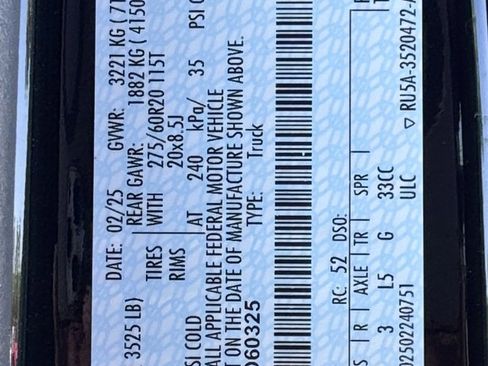 DATE: 02/25 GVWR: 3221 KG ( 71
3525 LB) REAR GAWR: 1882 KG ( 4150
TIRES WITH 275/60R20 115T
RIMS 20x8.5J
SI COLD AT 240 kPa/ 35 PSI
ALL APPLICABLE FEDERAL MOTOR VEHICLE
T ON THE DATE OF MANUFACTURE SHOWN ABOVE.
060325 TYPE: Truck
RC: 52 DSO:
S R AXLE TR SPR
3 L5 G 33CC
02502240751 ULC ▽ RU5A-3520472-